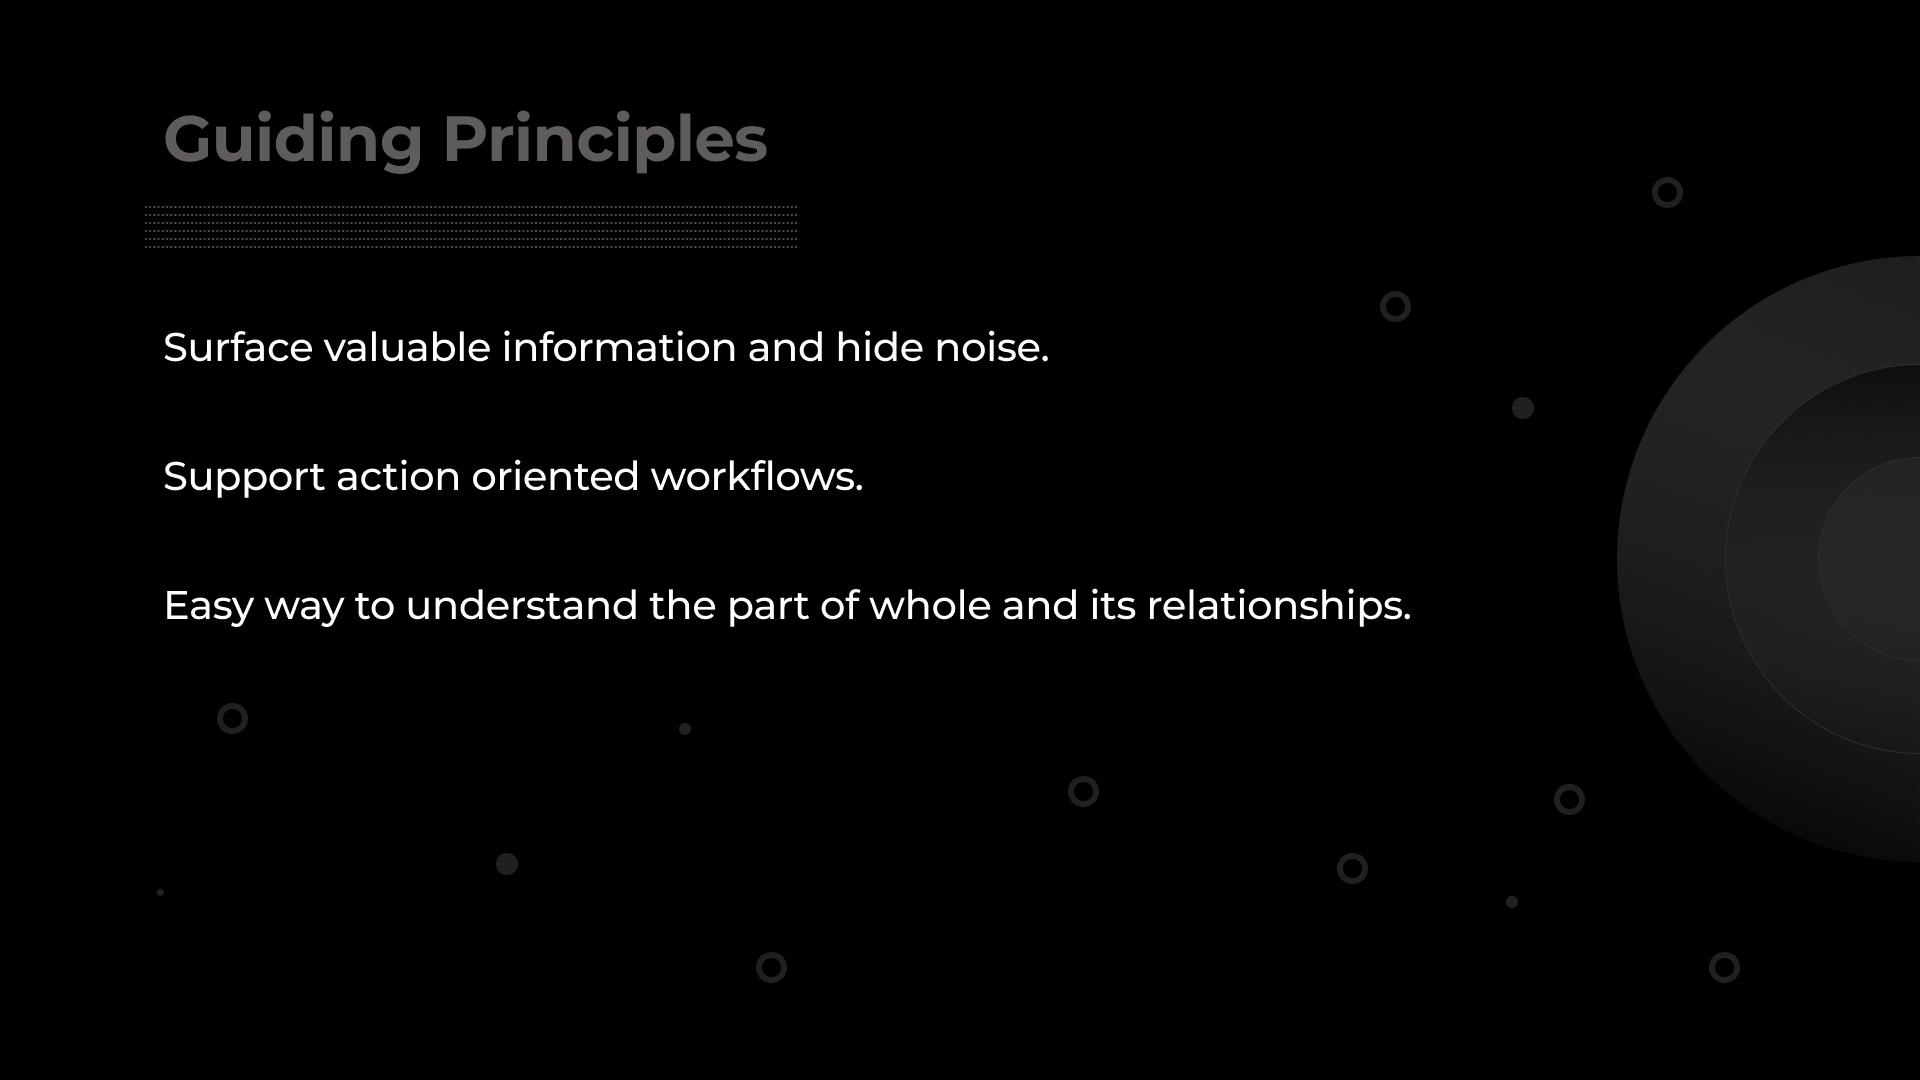 Guiding Principles
Surface valuable information and hide noise.
Support action oriented workflows.
Easy way to understand the part of whole and its relationships.